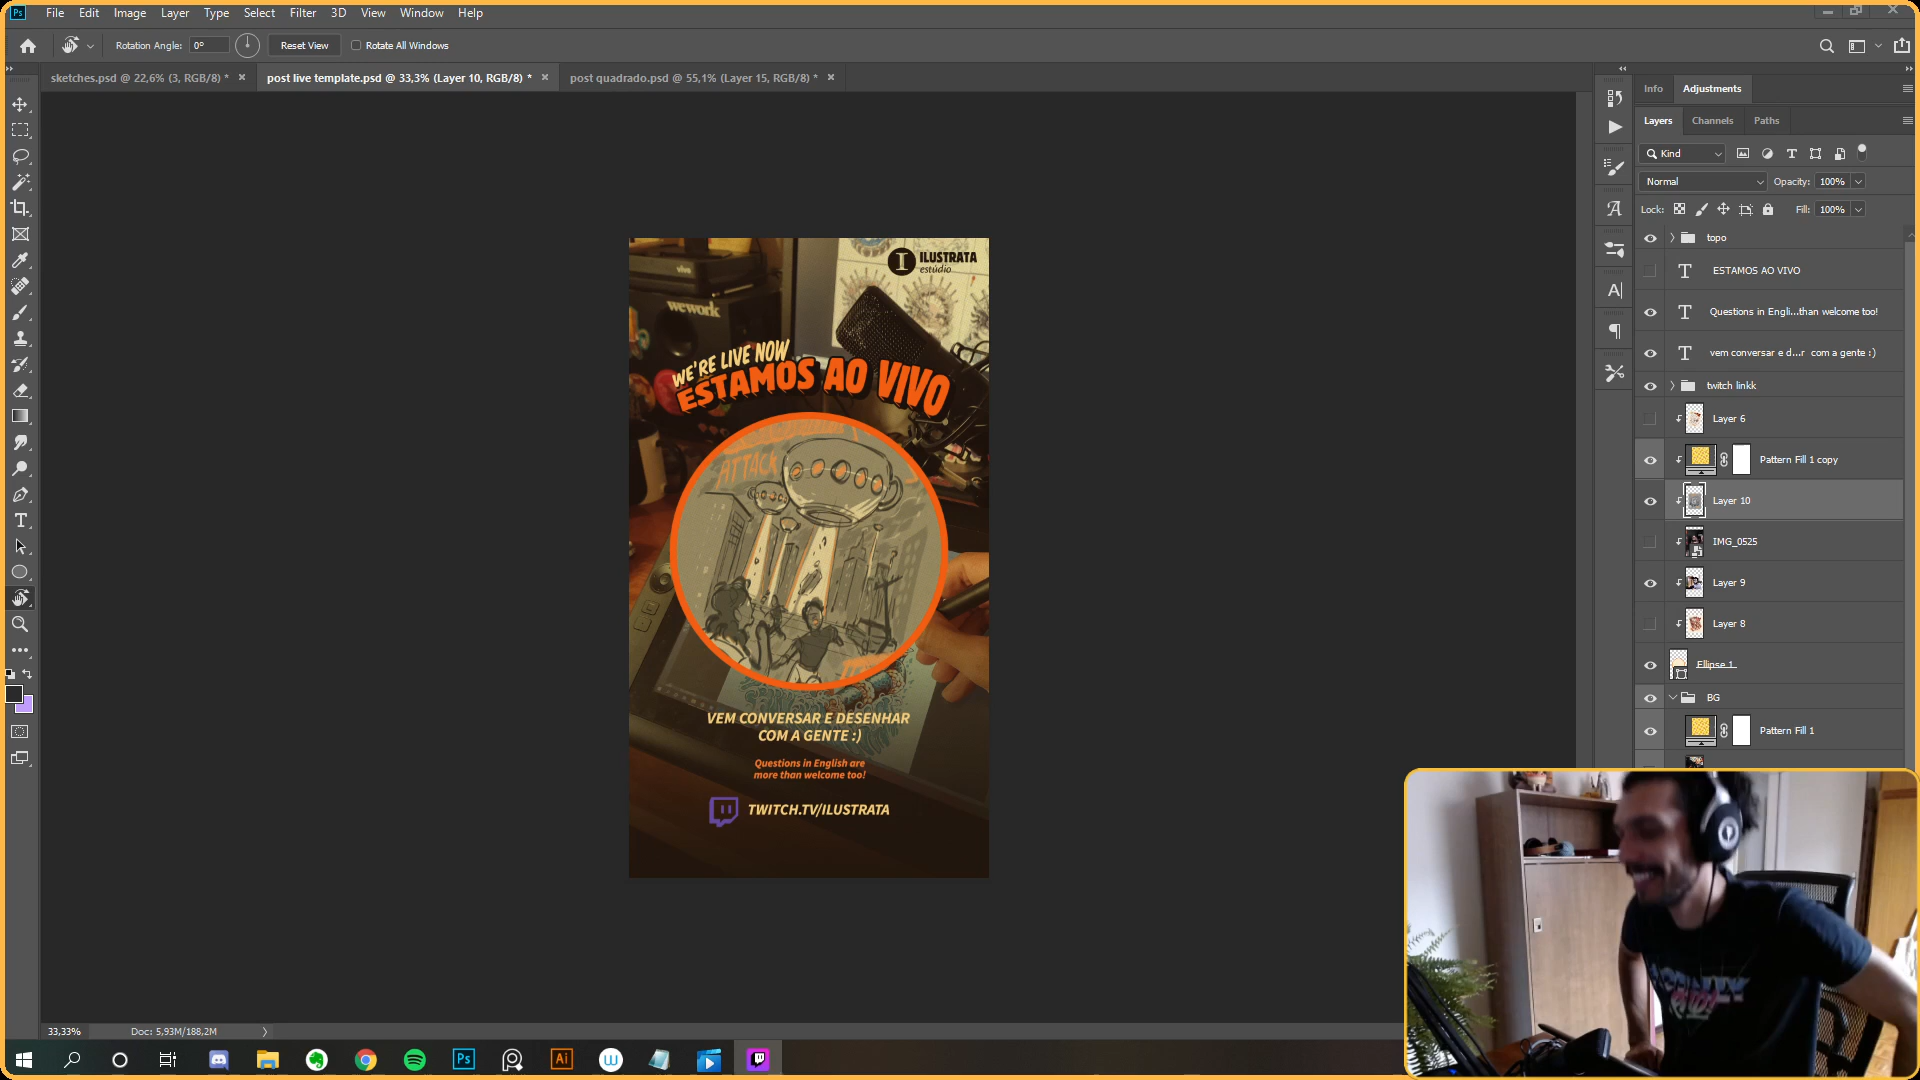 Ps File Edit Image Layer Type Select Filter 3D View Window Help
Rotation Angle: 0° Reset View Rotate All Windows
sketches.psd @ 22,6% (3, RGB/8) *
post live template.psd @ 33,3% (Layer 10, RGB/8) *
post quadrado.psd @ 55,1% (Layer 15, RGB/8) *
Info Adjustments
Layers Channels Paths
Kind
Normal Opacity: 100%
Lock: Fill: 100%
topo
ESTAMOS AO VIVO
Questions in Engli...than welcome too!
vem conversar e d...r com a gente :)
twitch linkk
Layer 6
Pattern Fill 1 copy
Layer 10
IMG_0525
Layer 9
Layer 8
Ellipse 1
BG
Pattern Fill 1
I ILUSTRATA
estúdio
vivo
wework
WE'RE LIVE NOW
ESTAMOS AO VIVO
ATTACK
VEM CONVERSAR E DESENHAR
COM A GENTE :)
Questions in English are
more than welcome too!
TWITCH.TV/ILUSTRATA
33,33% Doc: 5,93M/188,2M
Ps Ai